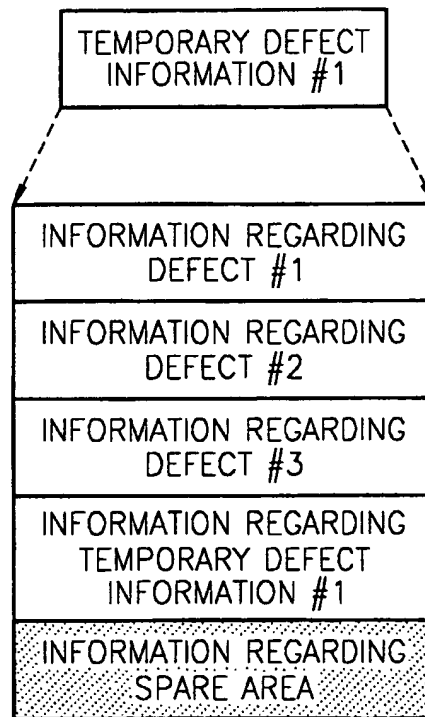 TEMPORARY DEFECT
INFORMATION #1
INFORMATION REGARDING
DEFECT #1
INFORMATION REGARDING
DEFECT #2
INFORMATION REGARDING
DEFECT #3
INFORMATION REGARDING
TEMPORARY DEFECT
INFORMATION #1
INFORMATION REGARDING
SPARE AREA